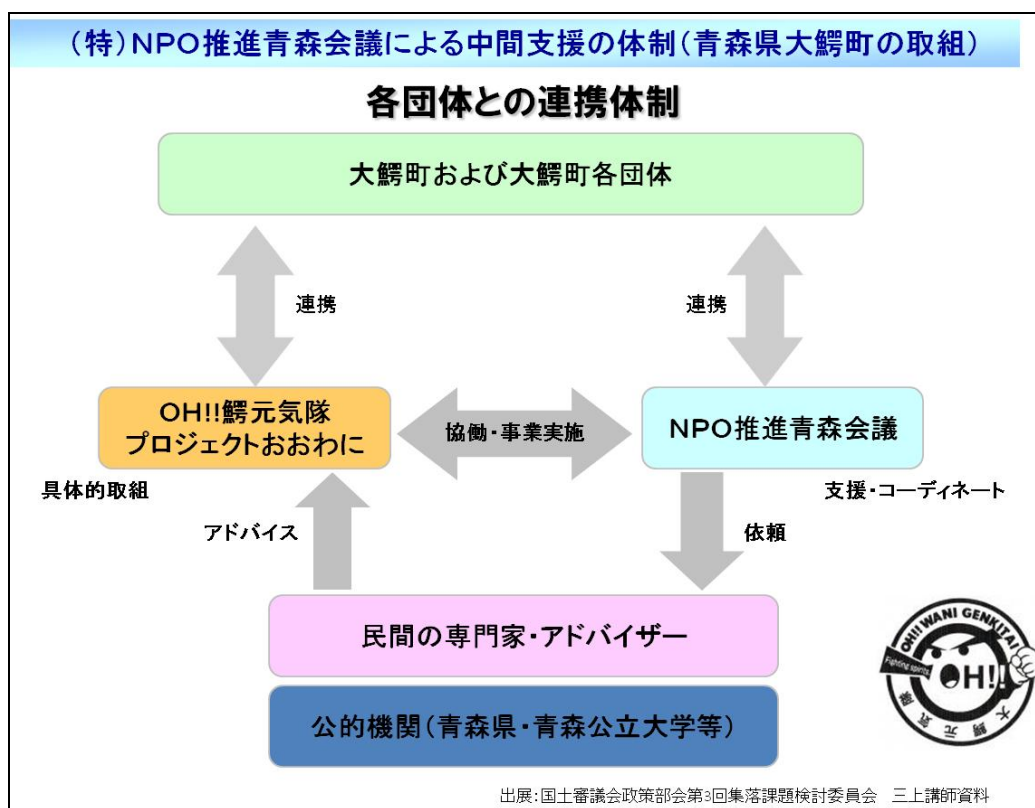 (特)NPO推進青森会議による中間支援の体制(青森県大鰐町の取組)
各団体との連携体制
大鰐町および大鰐町各団体
連携
連携
OH!!鰐元気隊
プロジェクトおおわに
協働・事業実施
NPO推進青森会議
具体的取組
支援・コーディネート
アドバイス
依頼
民間の専門家・アドバイザー
公的機関(青森県・青森公立大学等)
OH!! WANI GENKITAI
Fighting spirits
OH!!
大鰐元気隊
出展:国土審議会政策部会第3回集落課題検討委員会 三上講師資料